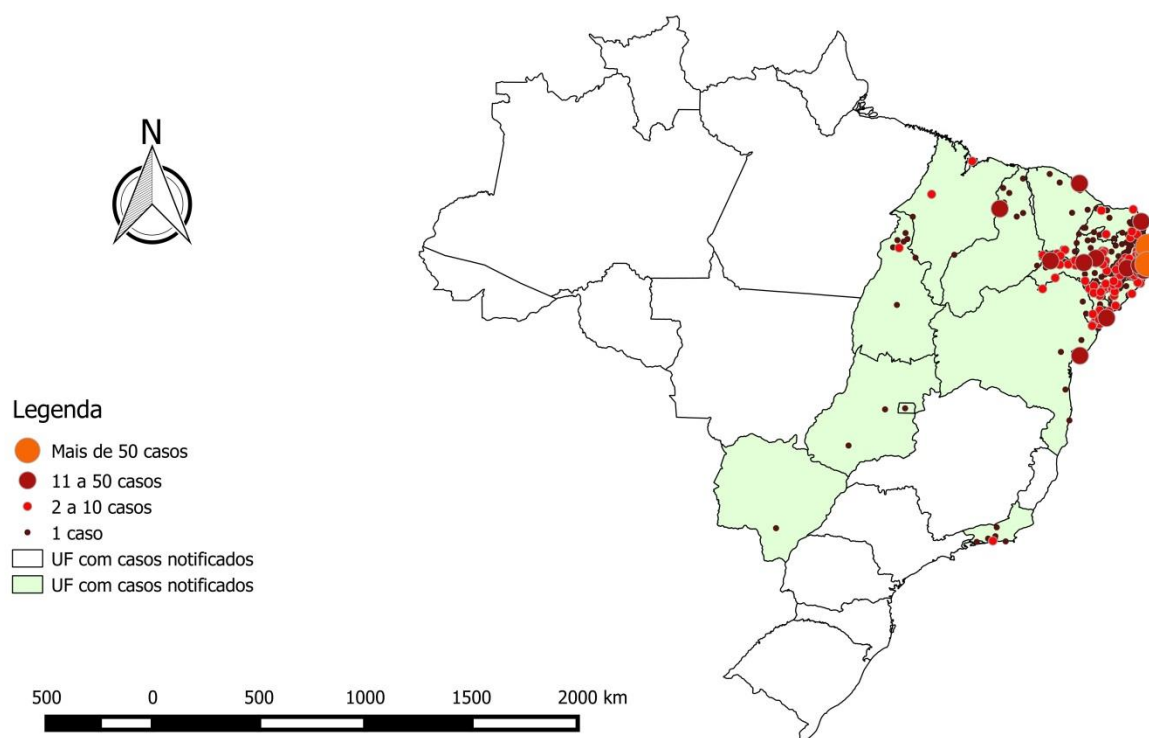 N
Legenda
Mais de 50 casos
11 a 50 casos
2 a 10 casos
1 caso
UF com casos notificados
UF com casos notificados
500 0 500 1000 1500 2000 km